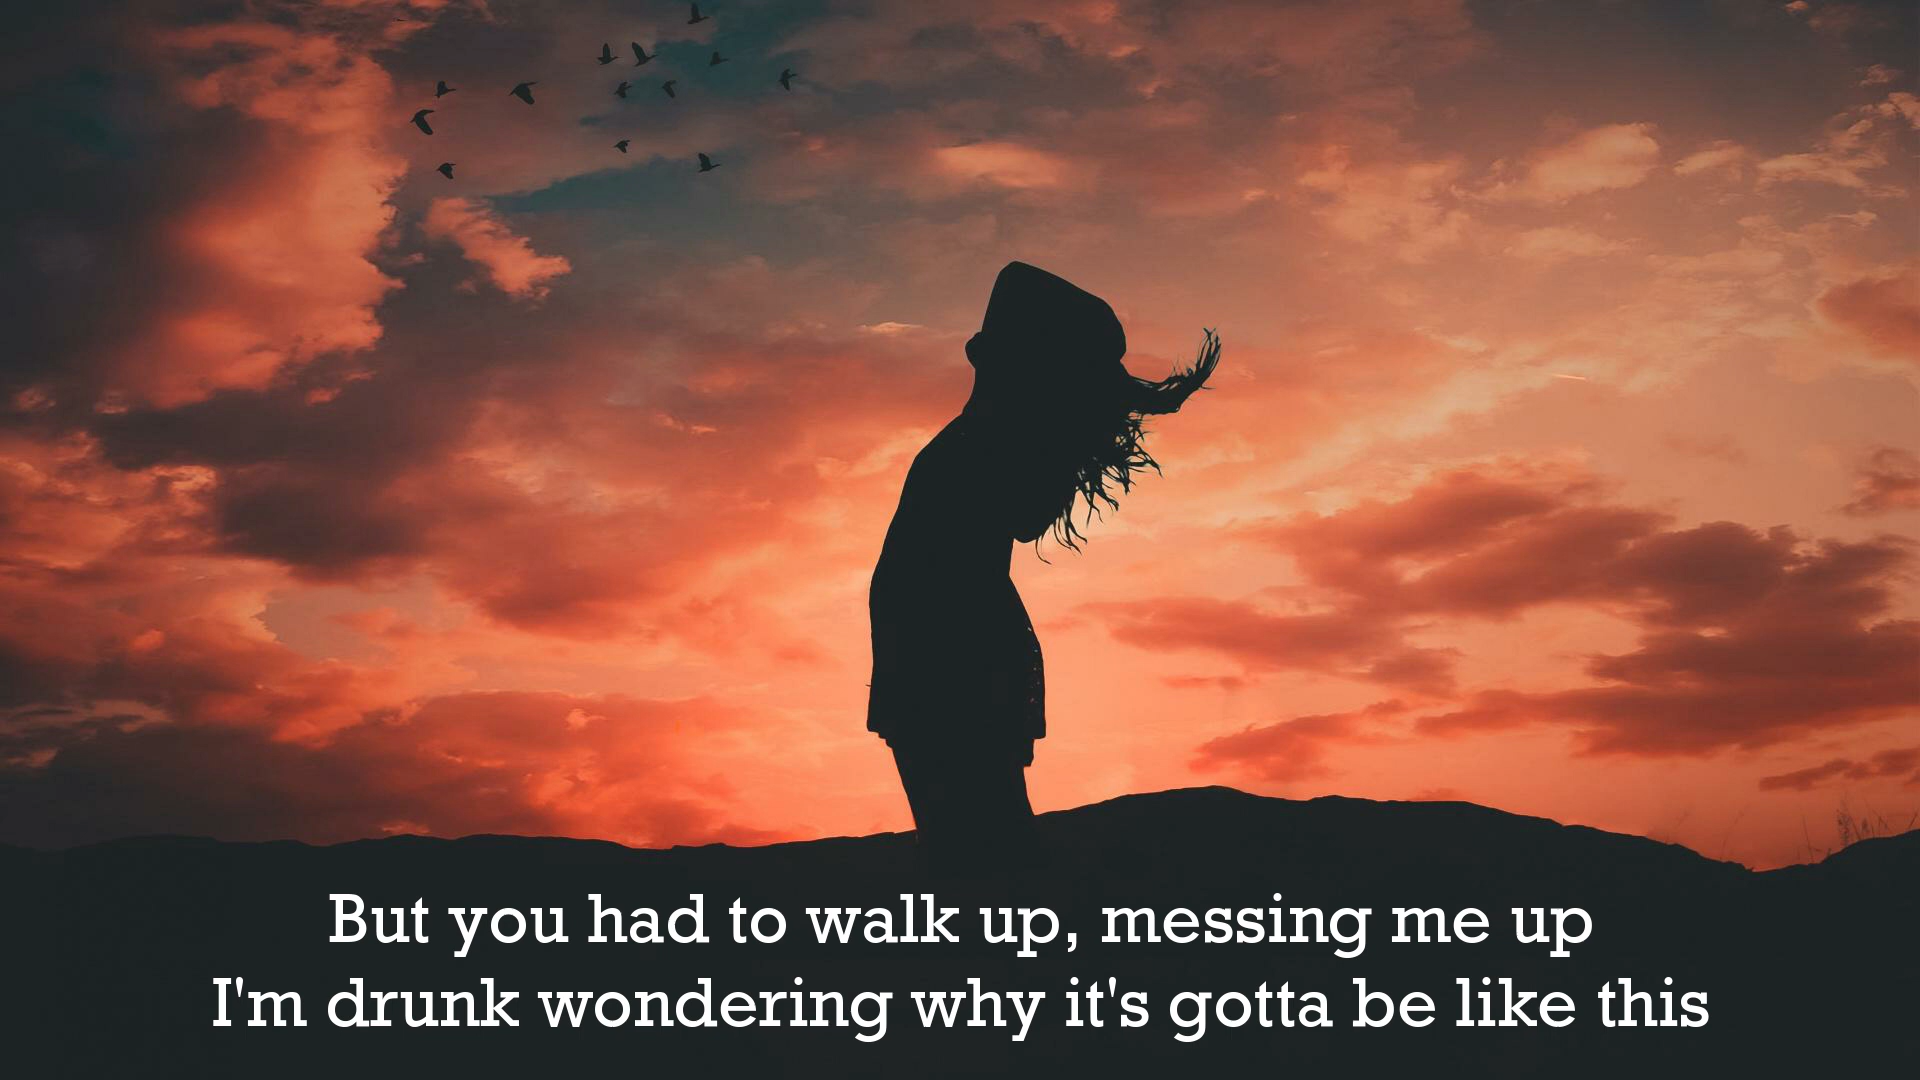 But you had to walk up, messing me up
I'm drunk wondering why it's gotta be like this